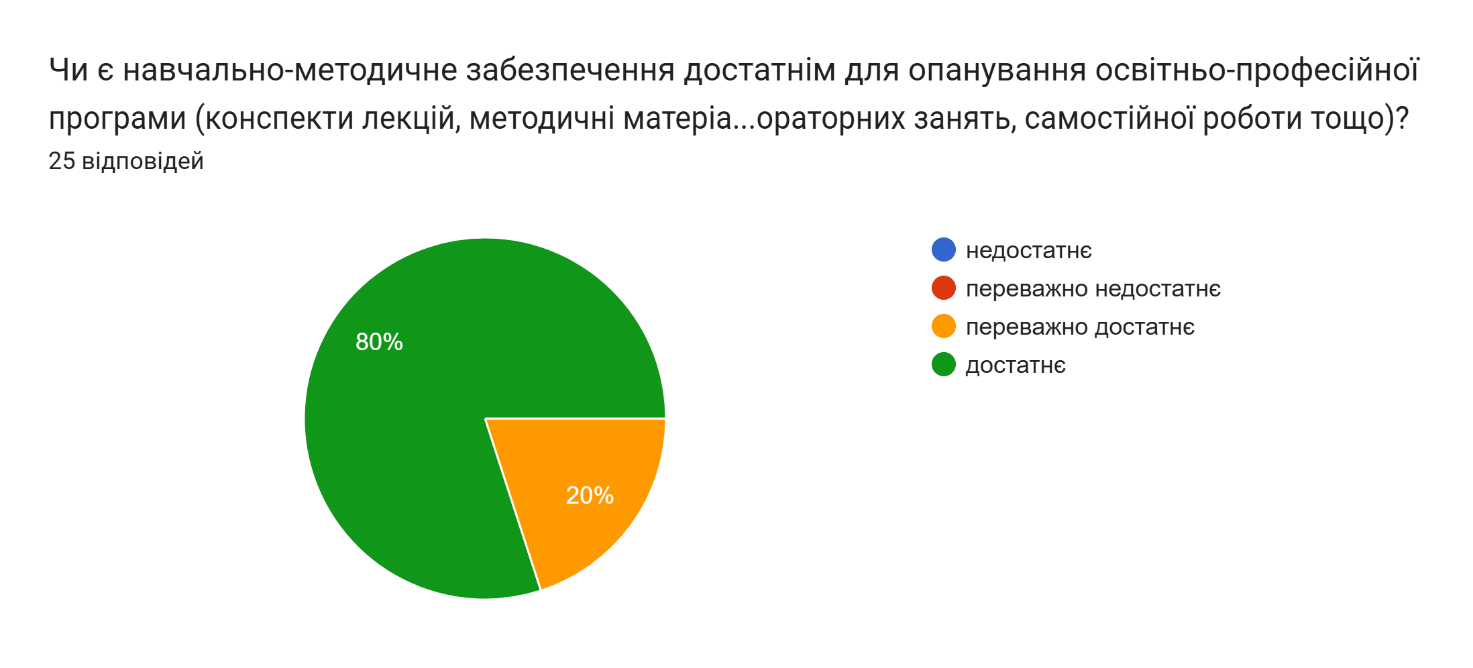 Чи є навчально-методичне забезпечення достатнім для опанування освітньо-професійної
програми (конспекти лекцій, методичні матеріа...ораторних занять, самостійної роботи тощо)?
25 відповідей
недостатнє
переважно недостатнє
переважно достатнє
достатнє
80%
20%